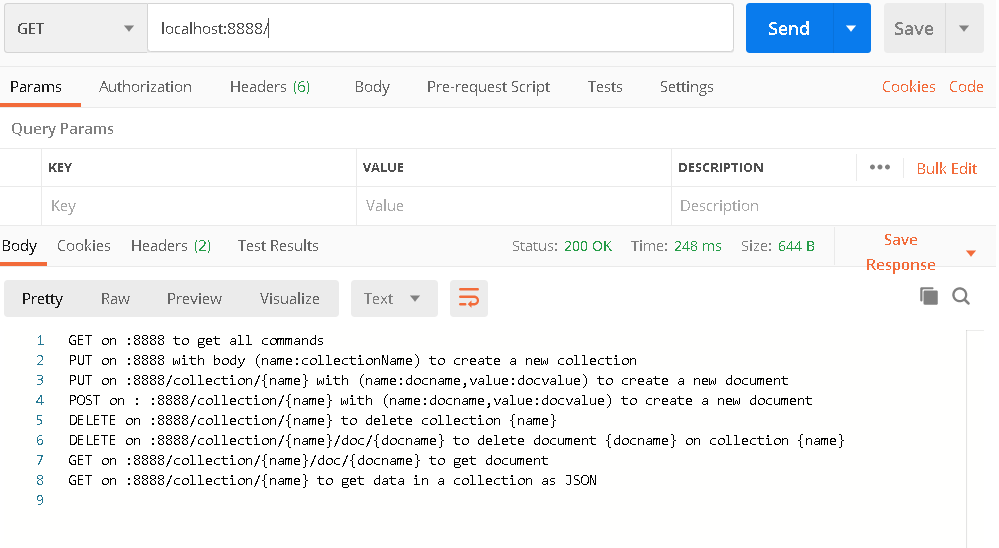 GET localhost:8888/ Send Save
Params Authorization Headers (6) Body Pre-request Script Tests Settings Cookies Code
Query Params
KEY VALUE DESCRIPTION ••• Bulk Edit
Key Value Description
Body Cookies Headers (2) Test Results Status: 200 OK Time: 248 ms Size: 644 B Save Response
Pretty Raw Preview Visualize Text
1 GET on :8888 to get all commands
2 PUT on :8888 with body (name:collectionName) to create a new collection
3 PUT on :8888/collection/{name} with (name:docname,value:docvalue) to create a new document
4 POST on : :8888/collection/{name} with (name:docname,value:docvalue) to create a new document
5 DELETE on :8888/collection/{name} to delete collection {name}
6 DELETE on :8888/collection/{name}/doc/{docname} to delete document {docname} on collection {name}
7 GET on :8888/collection/{name}/doc/{docname} to get document
8 GET on :8888/collection/{name} to get data in a collection as JSON
9